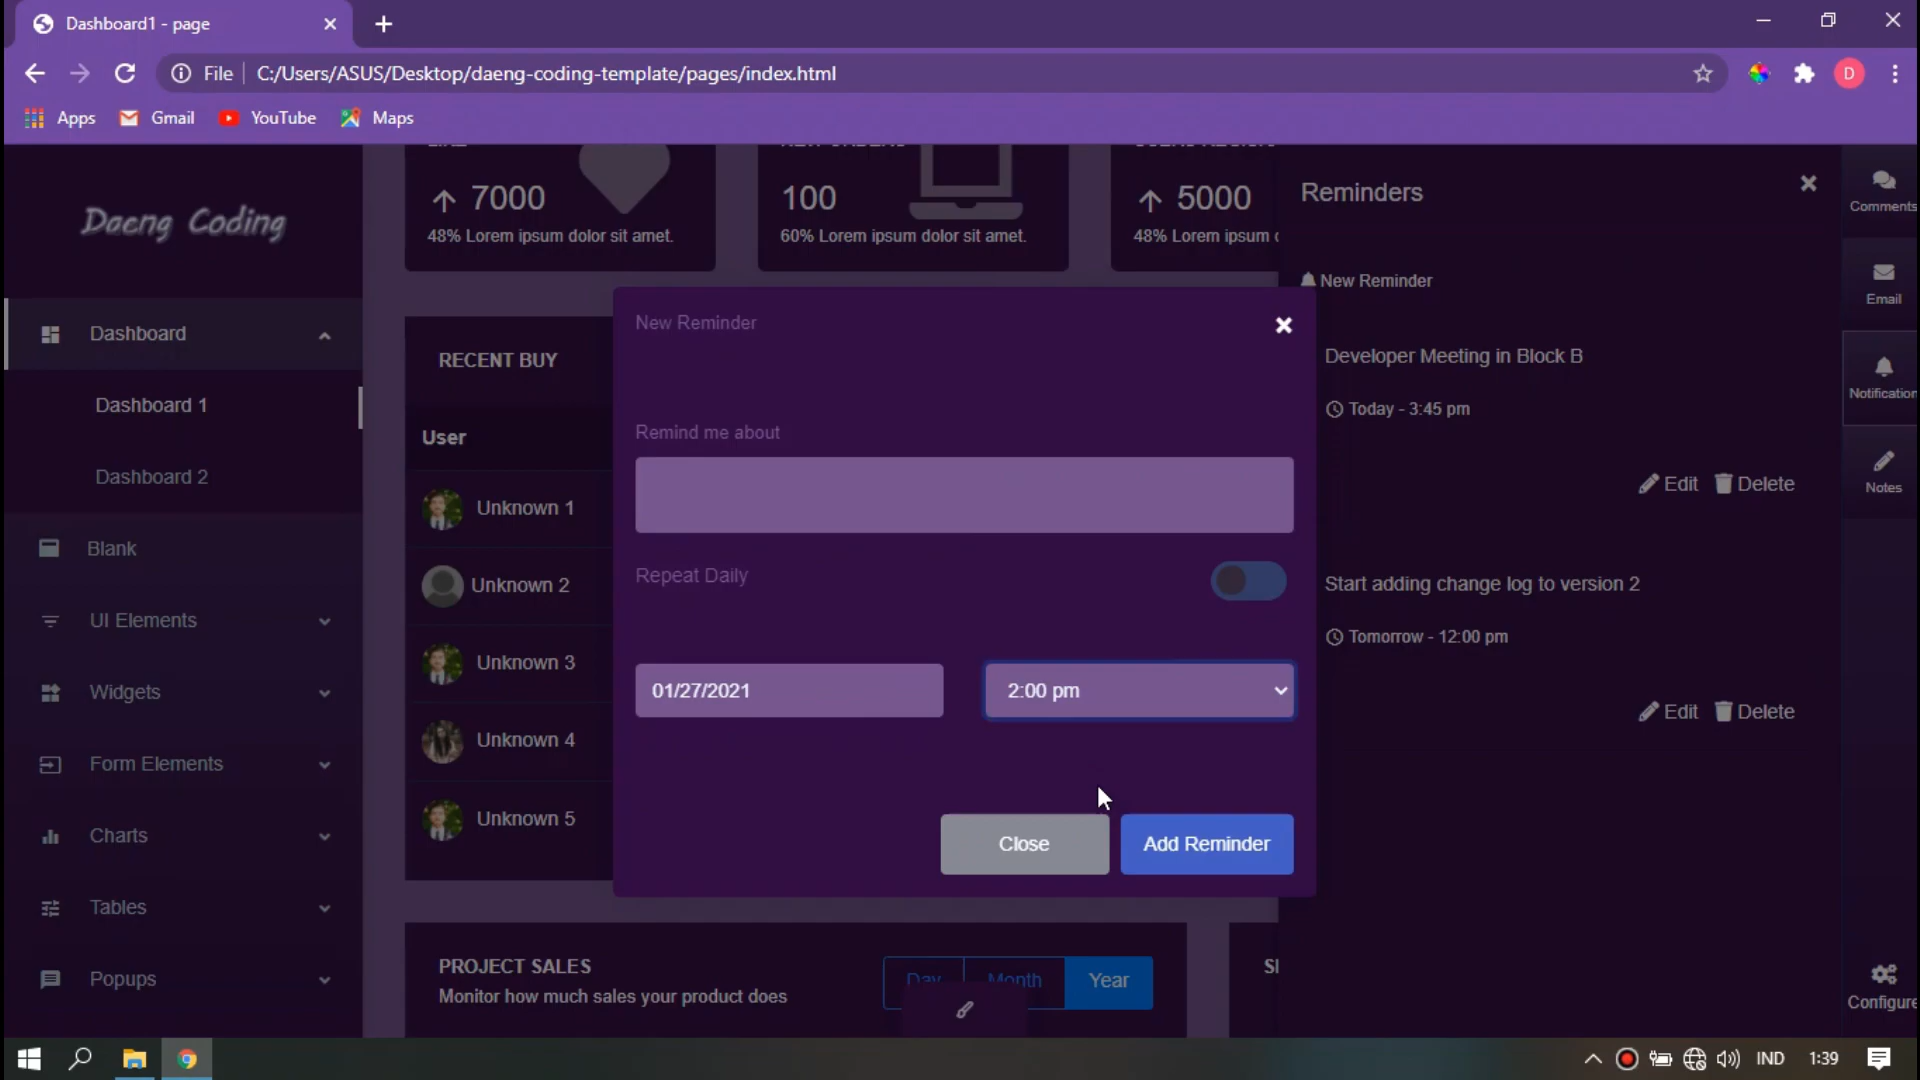 Dashboard1 - page
File
C:/Users/ASUS/Desktop/daeng-coding-template/pages/index.html
D
Apps
Gmail
YouTube
Maps
Daeng Coding
Dashboard
Dashboard 1
Dashboard 2
Blank
UI Elements
Widgets
Form Elements
Charts
Tables
Popups
7000
48% Lorem ipsum dolor sit amet.
100
60% Lorem ipsum dolor sit amet.
5000
48% Lorem ipsum
RECENT BUY
User
Unknown 1
Unknown 2
Unknown 3
Unknown 4
Unknown 5
New Reminder
Remind me about
Repeat Daily
01/27/2021
2:00 pm
Close
Add Reminder
PROJECT SALES
Monitor how much sales your product does
Day
Month
Year
Reminders
New Reminder
Developer Meeting in Block B
Today - 3:45 pm
Edit
Delete
Start adding change log to version 2
Tomorrow - 12:00 pm
Edit
Delete
Comments
Email
Notification
Notes
Configure
IND
1:39